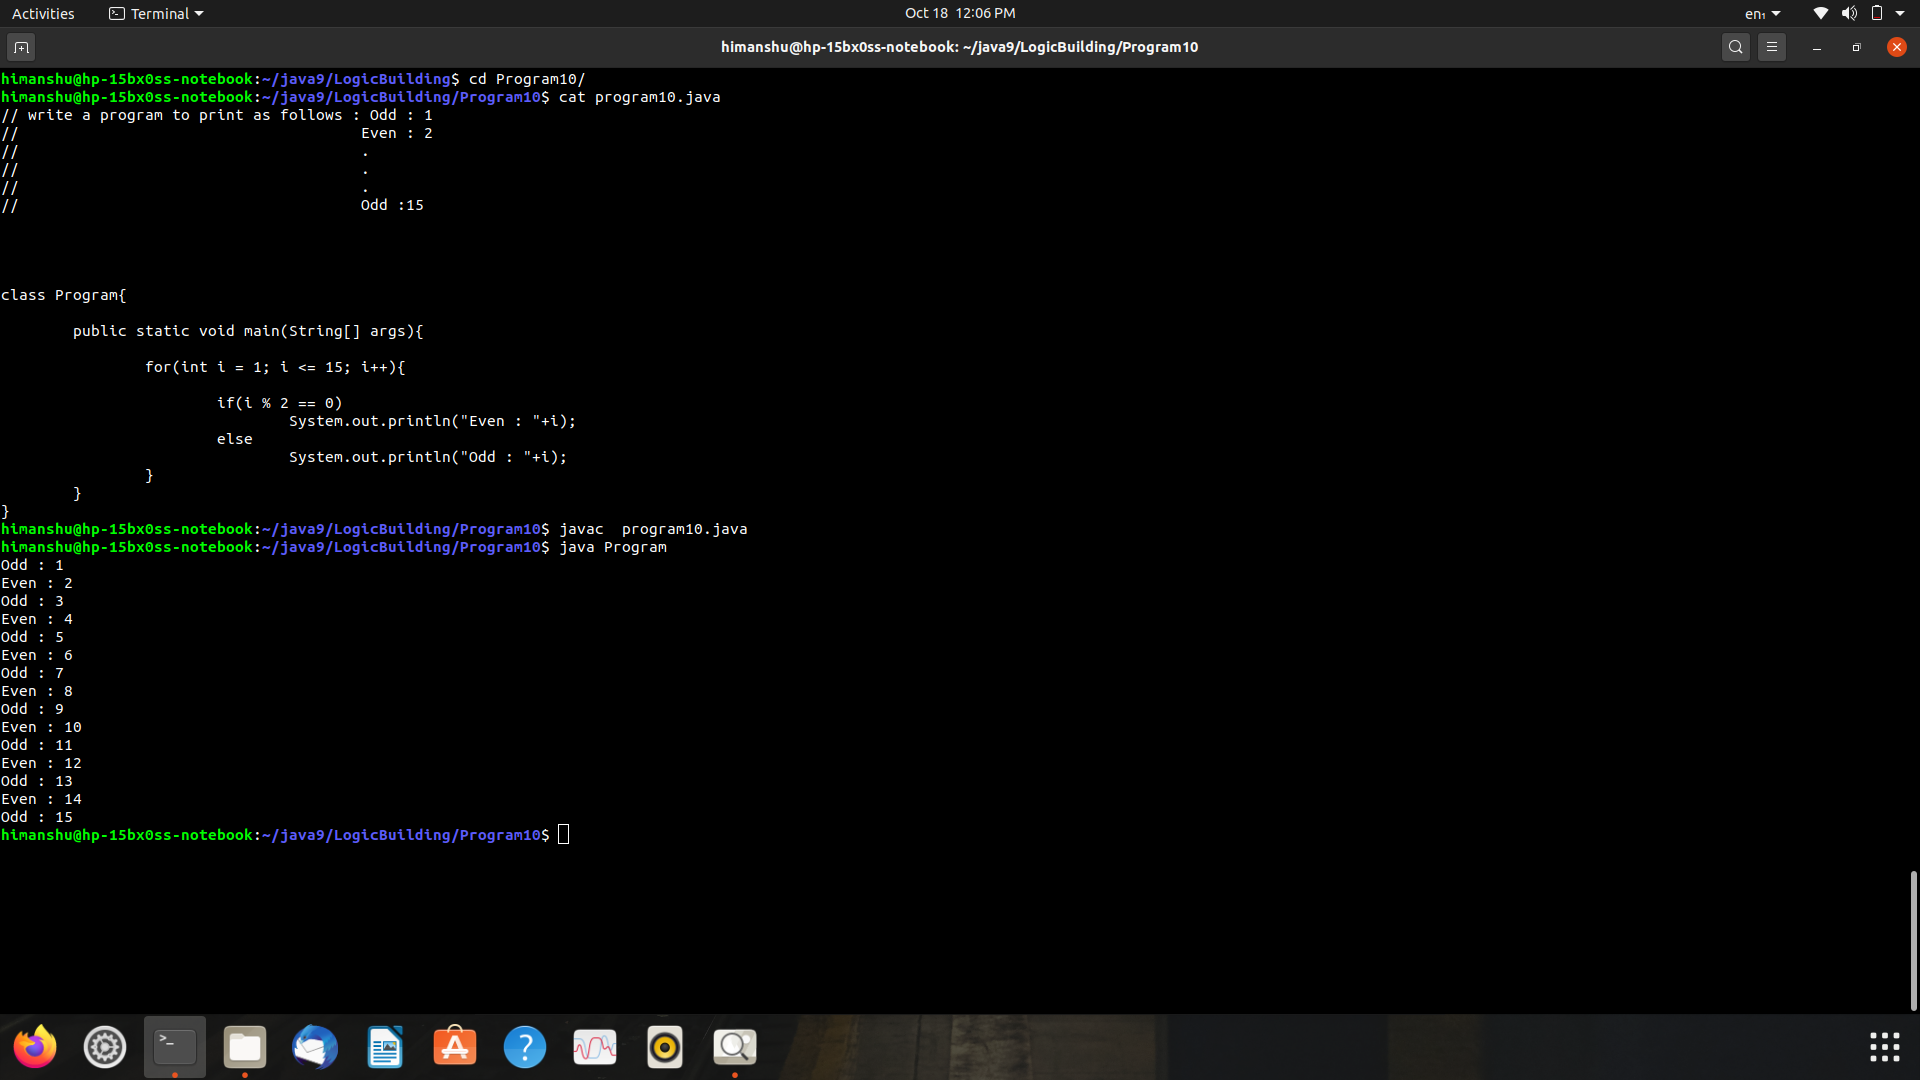 Activities Terminal Oct 18 12:06 PM en₁
himanshu@hp-15bx0ss-notebook: ~/java9/LogicBuilding/Program10
himanshu@hp-15bx0ss-notebook:~/java9/LogicBuilding$ cd Program10/
himanshu@hp-15bx0ss-notebook:~/java9/LogicBuilding/Program10$ cat program10.java
// write a program to print as follows : Odd : 1
//                                      Even : 2
//                                      .
//                                      .
//                                      .
//                                      Odd :15
class Program{
        public static void main(String[] args){
                for(int i = 1; i <= 15; i++){
                        if(i % 2 == 0)
                                System.out.println("Even : "+i);
                        else
                                System.out.println("Odd : "+i);
                }
        }
}
himanshu@hp-15bx0ss-notebook:~/java9/LogicBuilding/Program10$ javac  program10.java
himanshu@hp-15bx0ss-notebook:~/java9/LogicBuilding/Program10$ java Program
Odd : 1
Even : 2
Odd : 3
Even : 4
Odd : 5
Even : 6
Odd : 7
Even : 8
Odd : 9
Even : 10
Odd : 11
Even : 12
Odd : 13
Even : 14
Odd : 15
himanshu@hp-15bx0ss-notebook:~/java9/LogicBuilding/Program10$